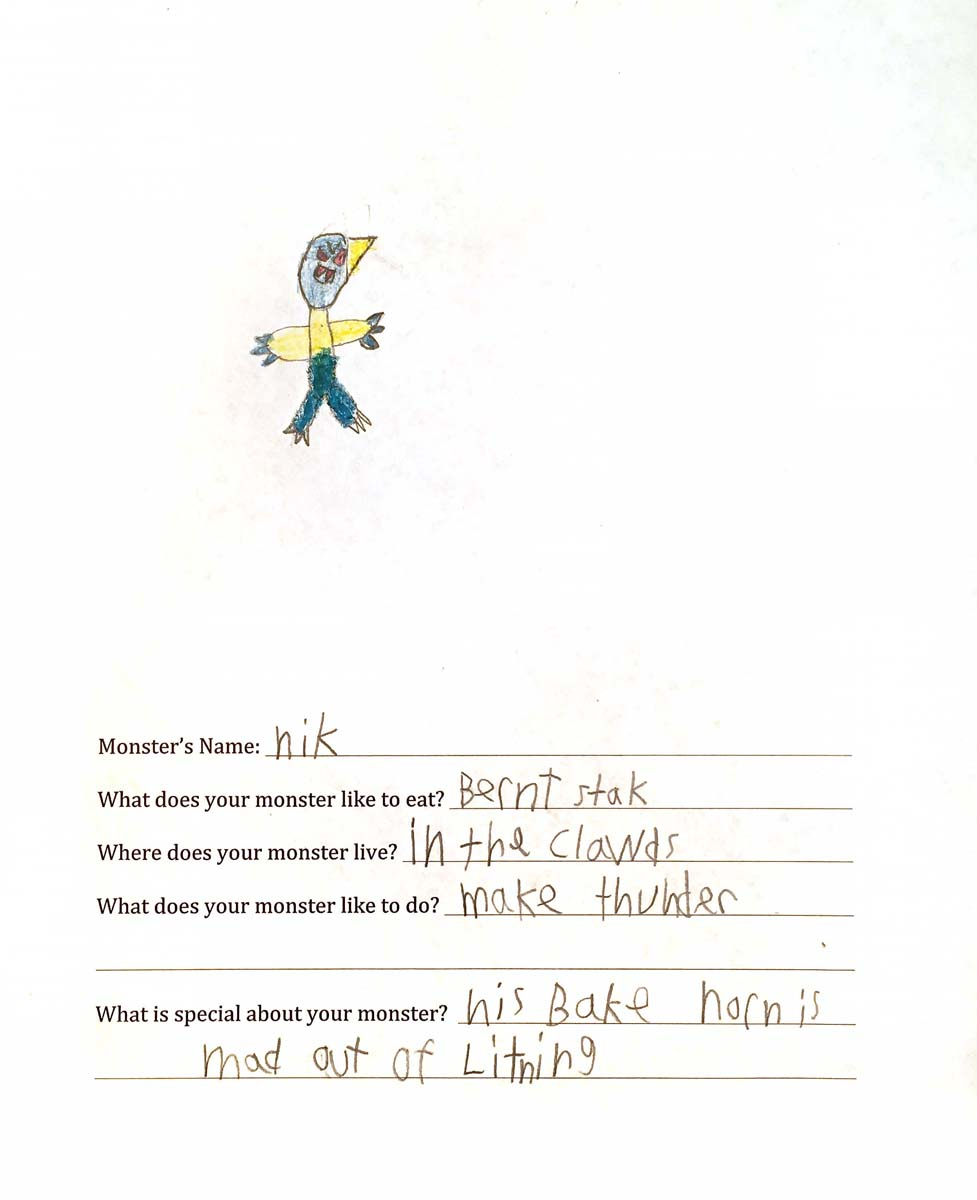 Monster's Name: nik
What does your monster like to eat? Bernt stak
Where does your monster live? in the Clawds
What does your monster like to do? make thunder
What is special about your monster? his Bake horn is
mad out of Litning